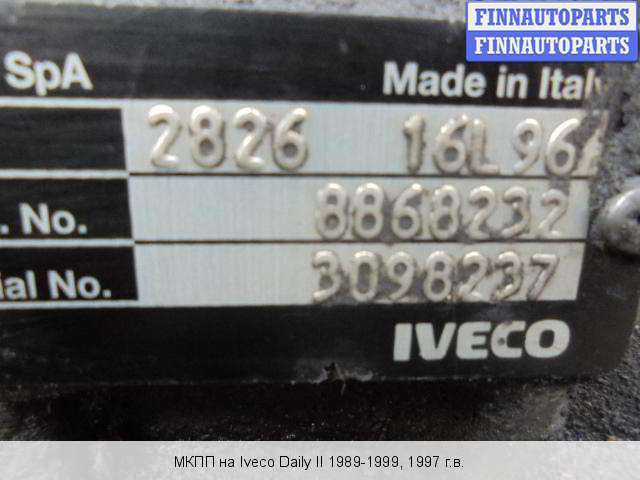 FINNAUTOPARTS
FINNAUTOPARTS
SpA Made in Italy
2826 16L96
. No. 8868232
ial No. 3098237
IVECO
МКПП на Iveco Daily II 1989-1999, 1997 г.в.